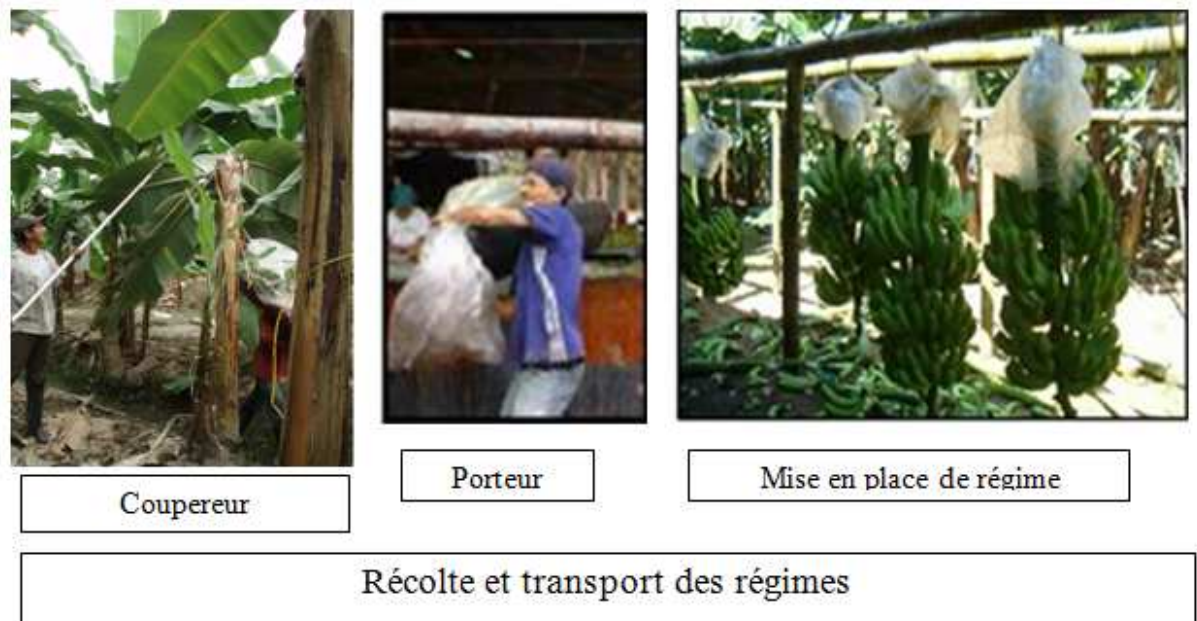 Coupereur
Porteur
Mise en place de régime
Récolte et transport des régimes